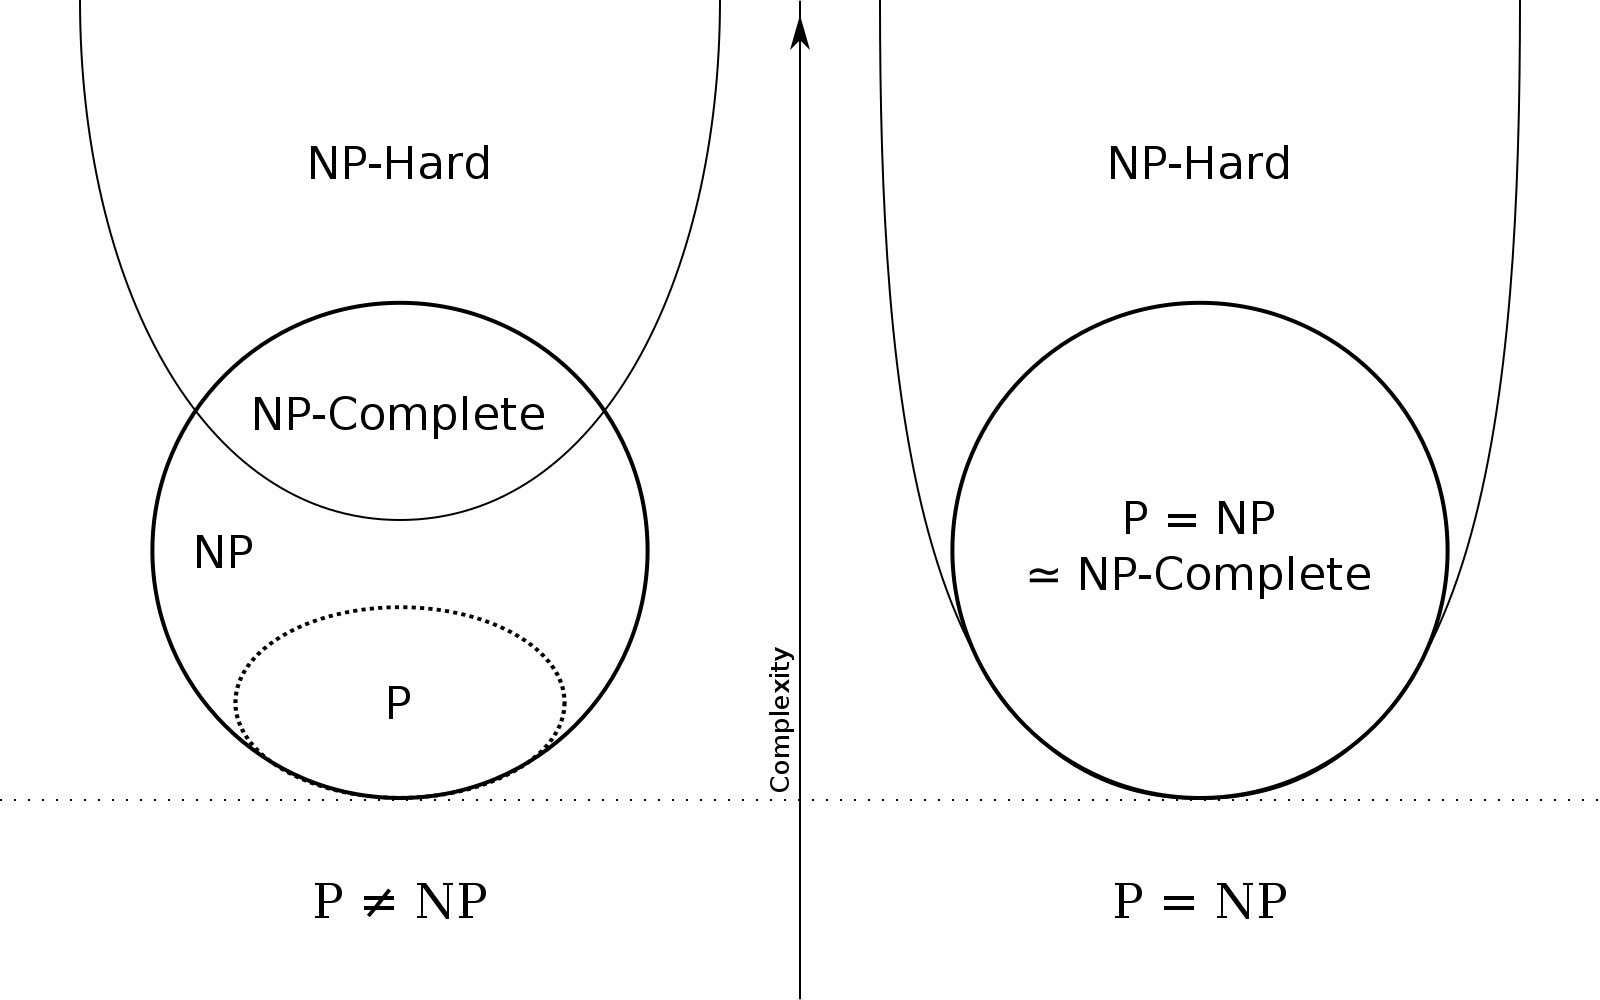 NP-Hard
NP-Complete
NP
P
P ≠ NP
Complexity
NP-Hard
P = NP
≃ NP-Complete
P = NP